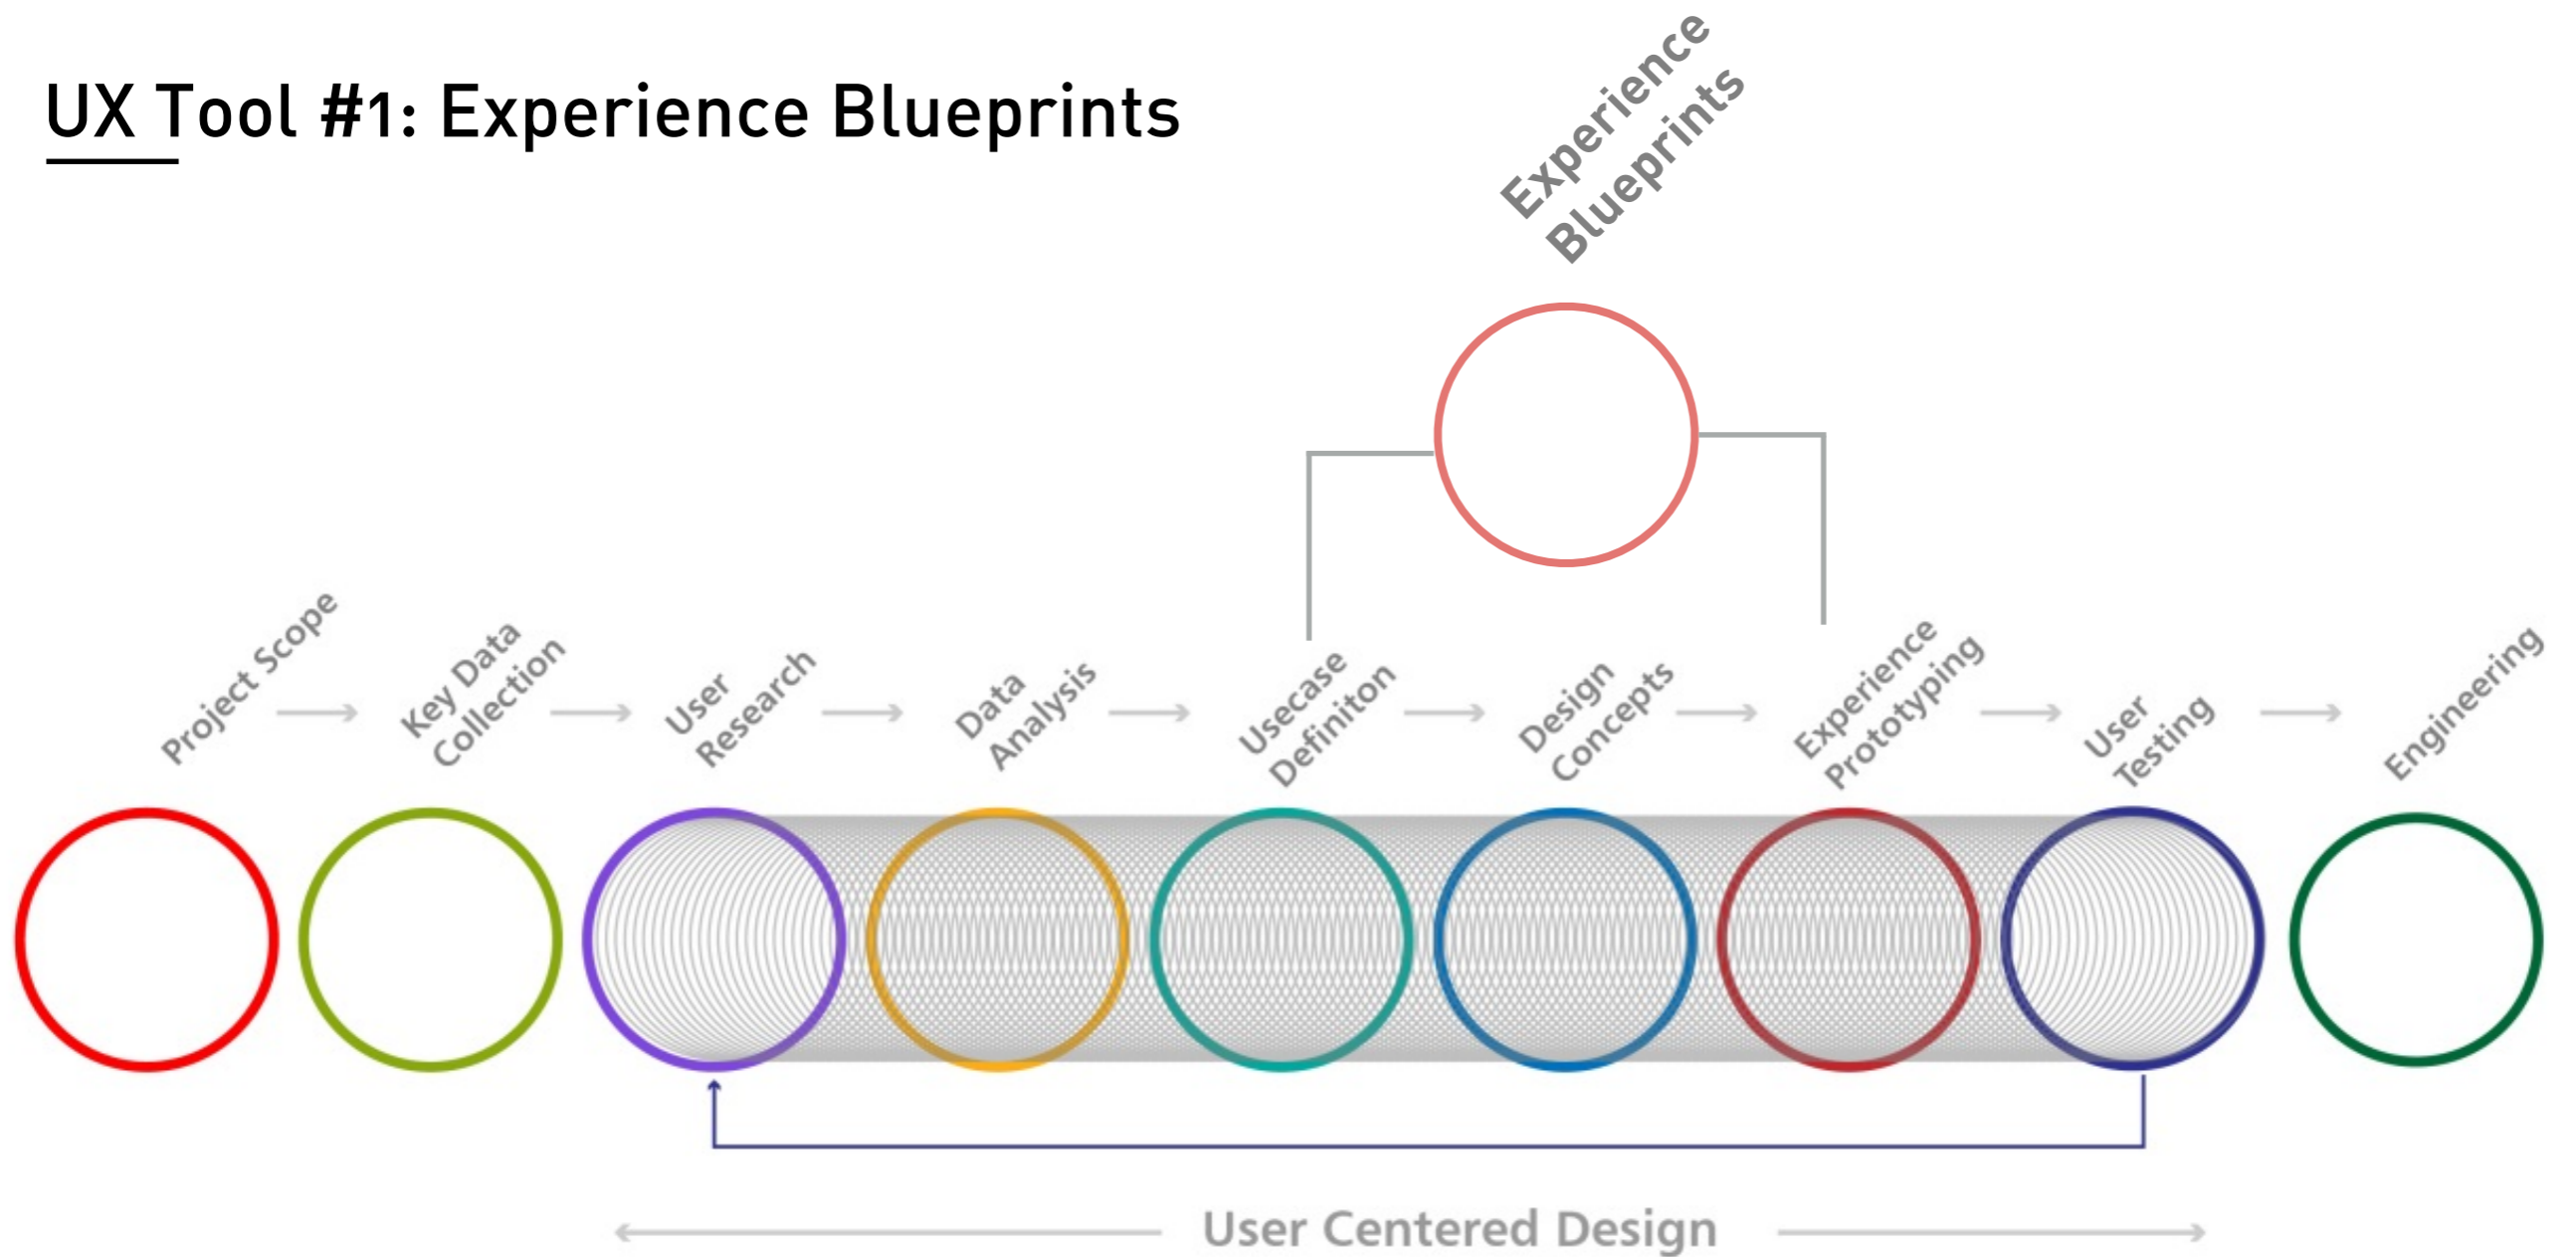 UX Tool #1: Experience Blueprints
Experience
Blueprints
Project Scope
Key Data
Collection
User
Research
Data
Analysis
Usecase
Definiton
Design
Concepts
Experience
Prototyping
User
Testing
Engineering
User Centered Design